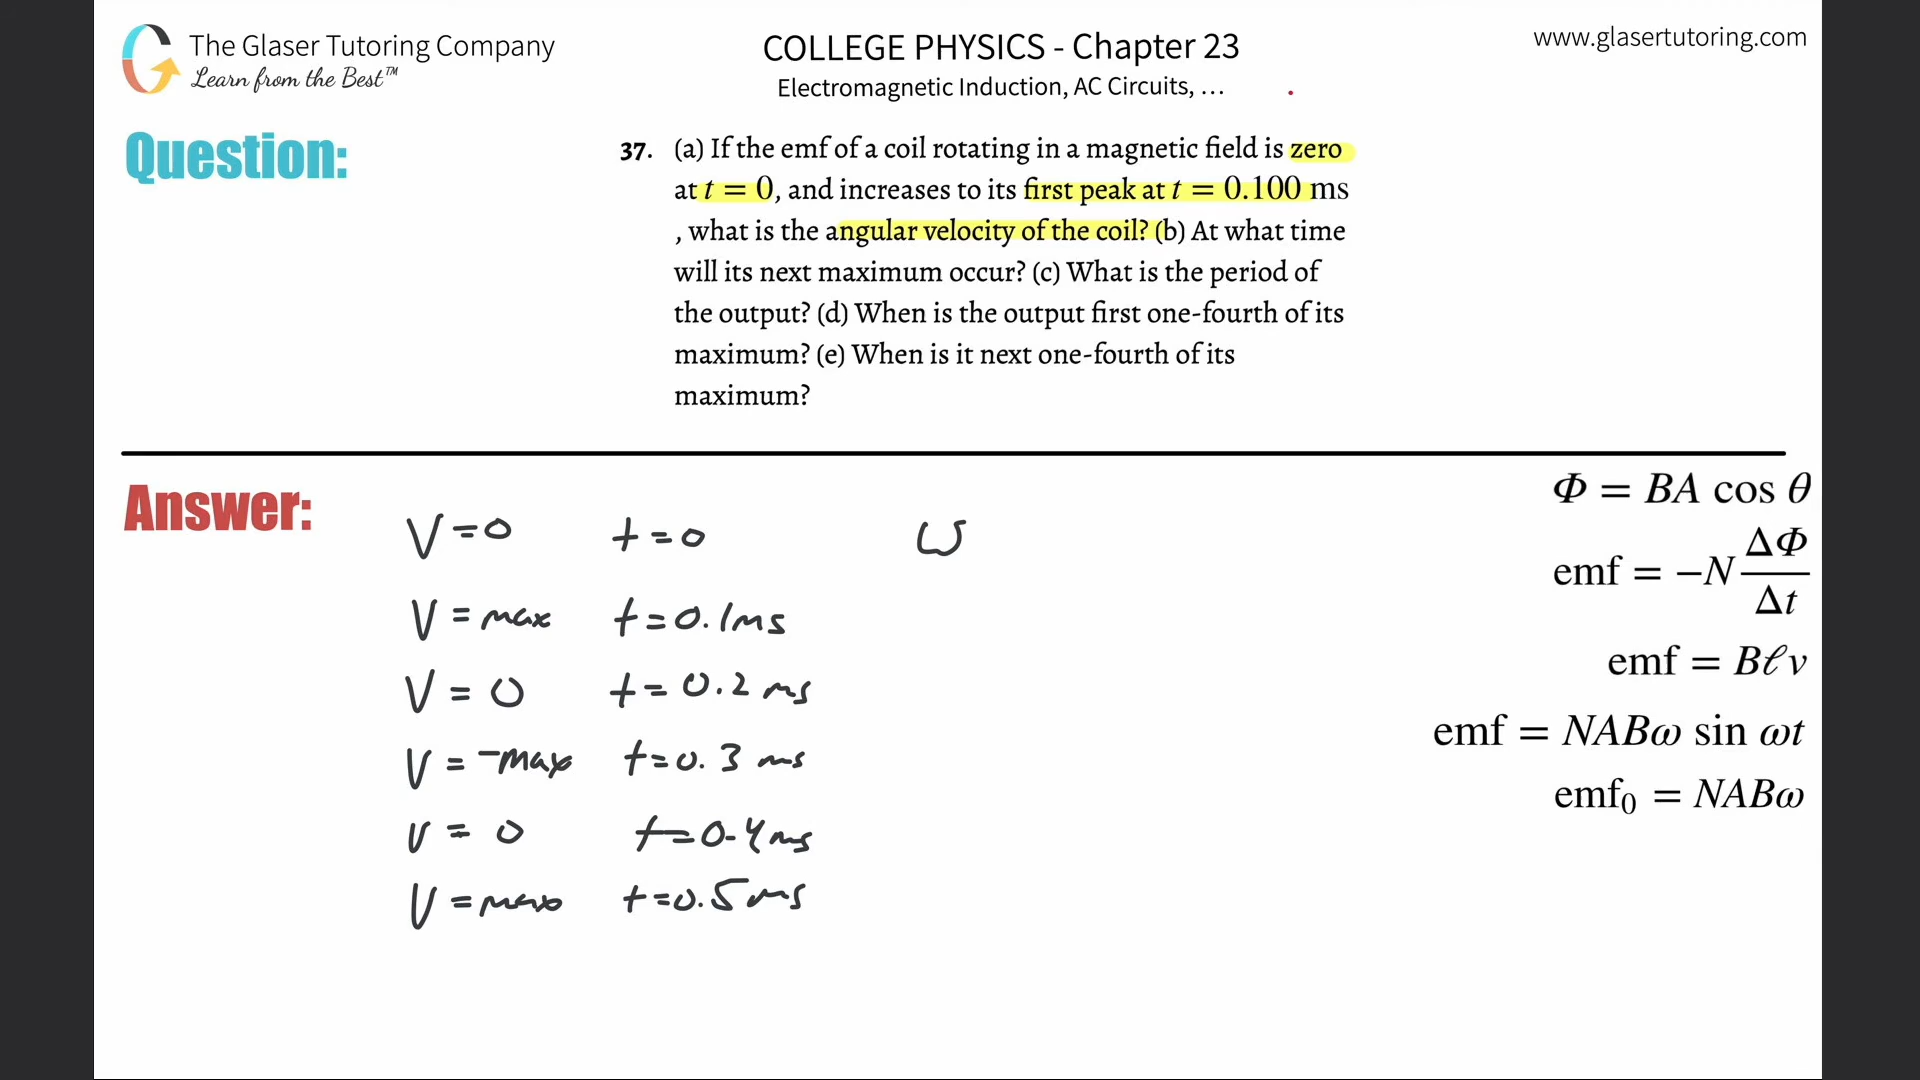 The Glaser Tutoring Company
Learn from the Best™
COLLEGE PHYSICS - Chapter 23
Electromagnetic Induction, AC Circuits, …
www.glasertutoring.com
Question:
37. (a) If the emf of a coil rotating in a magnetic field is zero
at t = 0, and increases to its first peak at t = 0.100 ms
, what is the angular velocity of the coil? (b) At what time
will its next maximum occur? (c) What is the period of
the output? (d) When is the output first one-fourth of its
maximum? (e) When is it next one-fourth of its
maximum?
Answer:
V = 0 t = 0 ω
V = max t = 0.1ms
V = 0 t = 0.2 ms
V = -max t = 0.3 ms
V = 0 t = 0.4 ms
V = max t = 0.5 ms
Φ = BA cos θ
emf = −N ΔΦ/Δt
emf = Bℓv
emf = NABω sin ωt
emf₀ = NABω